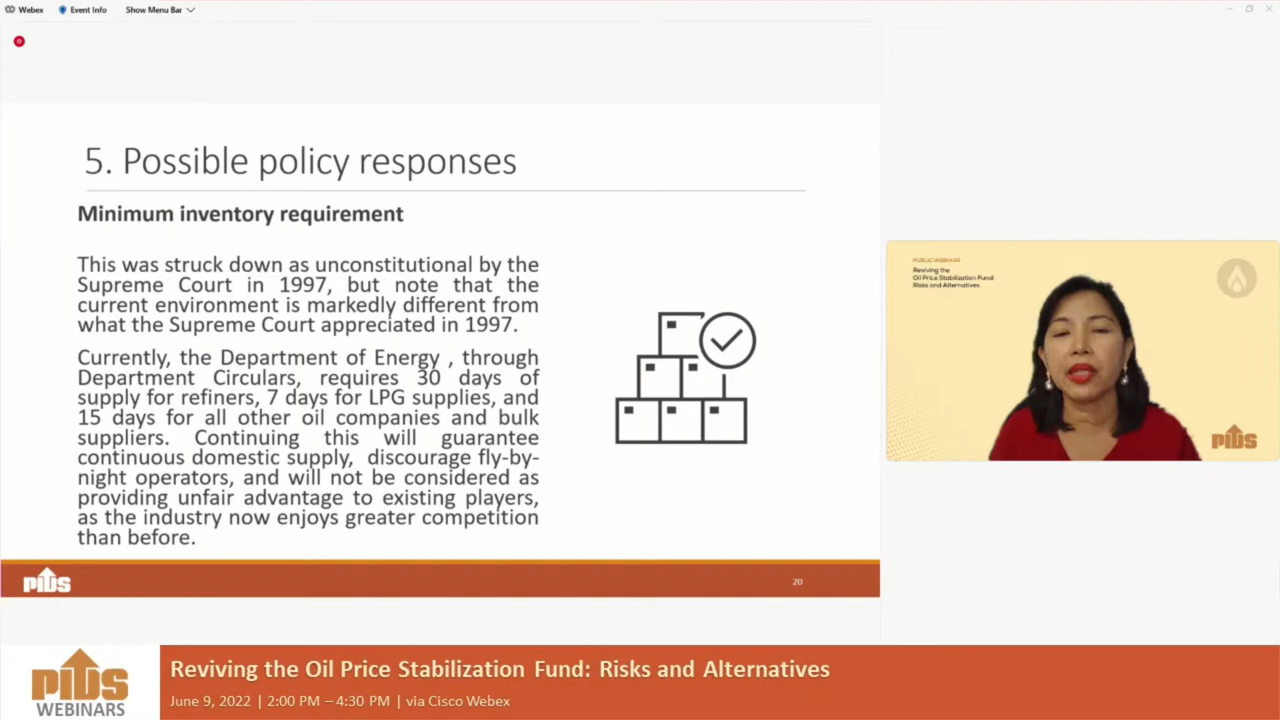 Webex
Event Info
Show Menu Bar
5. Possible policy responses
Minimum inventory requirement
This was struck down as unconstitutional by the
Supreme Court in 1997, but note that the
current environment is markedly different from
what the Supreme Court appreciated in 1997.
Currently, the Department of Energy , through
Department Circulars, requires 30 days of
supply for refiners, 7 days for LPG supplies, and
15 days for all other oil companies and bulk
suppliers. Continuing this will guarantee
continuous domestic supply, discourage fly-by-
night operators, and will not be considered as
providing unfair advantage to existing players,
as the industry now enjoys greater competition
than before.
PIDS
20
PUBLIC WEBINAR
Reviving the
Oil Price Stabilization Fund:
Risks and Alternatives
PIDS
PIDS
WEBINARS
Reviving the Oil Price Stabilization Fund: Risks and Alternatives
June 9, 2022 | 2:00 PM – 4:30 PM | via Cisco Webex